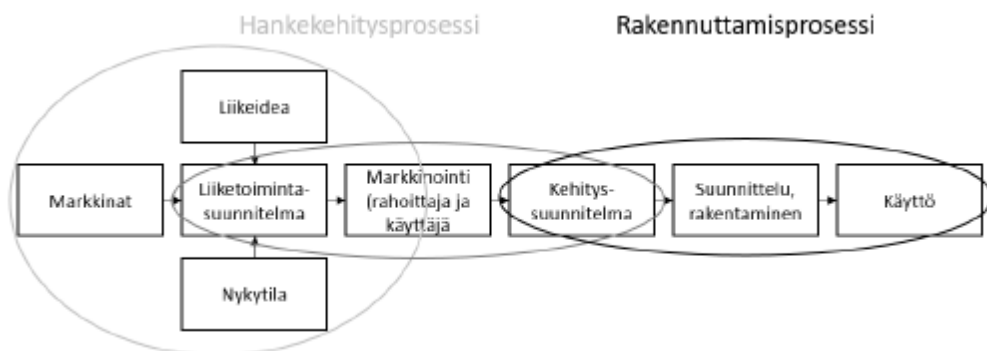 Hankekehitysprosessi
Rakennuttamisprosessi
Liikeidea
Markkinat
Liiketoiminta-
suunnitelma
Markkinointi
(rahoittaja ja
käyttäjä
Kehitys-
suunnitelma
Suunnittelu,
rakentaminen
Käyttö
Nykytila